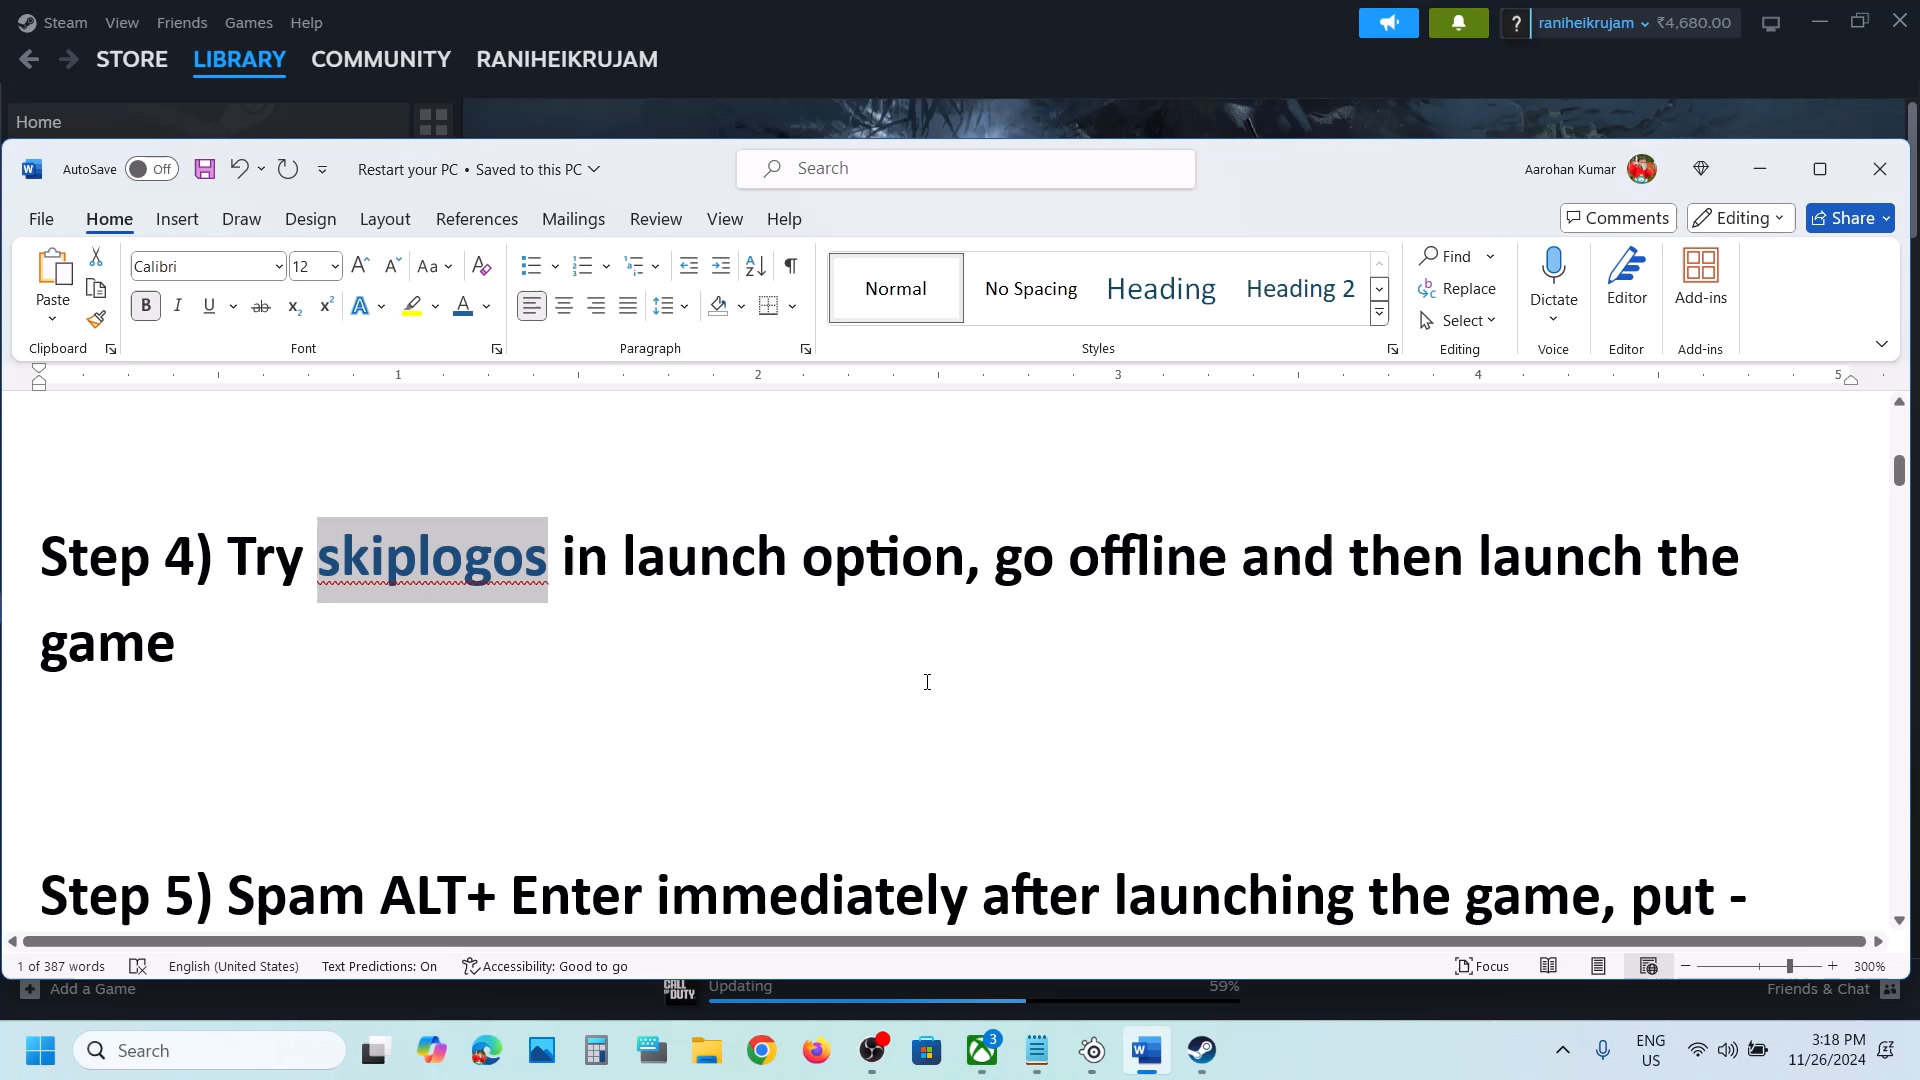 Steam View Friends Games Help
? raniheikrujam ₹4,680.00
STORE LIBRARY COMMUNITY RANIHEIKRUJAM
Home
AutoSave Off Restart your PC • Saved to this PC Search Aarohan Kumar
File Home Insert Draw Design Layout References Mailings Review View Help Comments Editing Share
Calibri 12 Aa
Paste
Normal No Spacing Heading Heading 2
Find
Replace
Select
Dictate Editor Add-ins
Clipboard Font Paragraph Styles Editing Voice Editor Add-ins
1 2 3 4 5
Step 4) Try skiplogos in launch option, go offline and then launch the
game
Step 5) Spam ALT+ Enter immediately after launching the game, put -
1 of 387 words English (United States) Text Predictions: On Accessibility: Good to go Focus 300%
Add a Game CALL OF DUTY Updating 59% Friends & Chat
Search 3 ENG
US 3:18 PM
11/26/2024